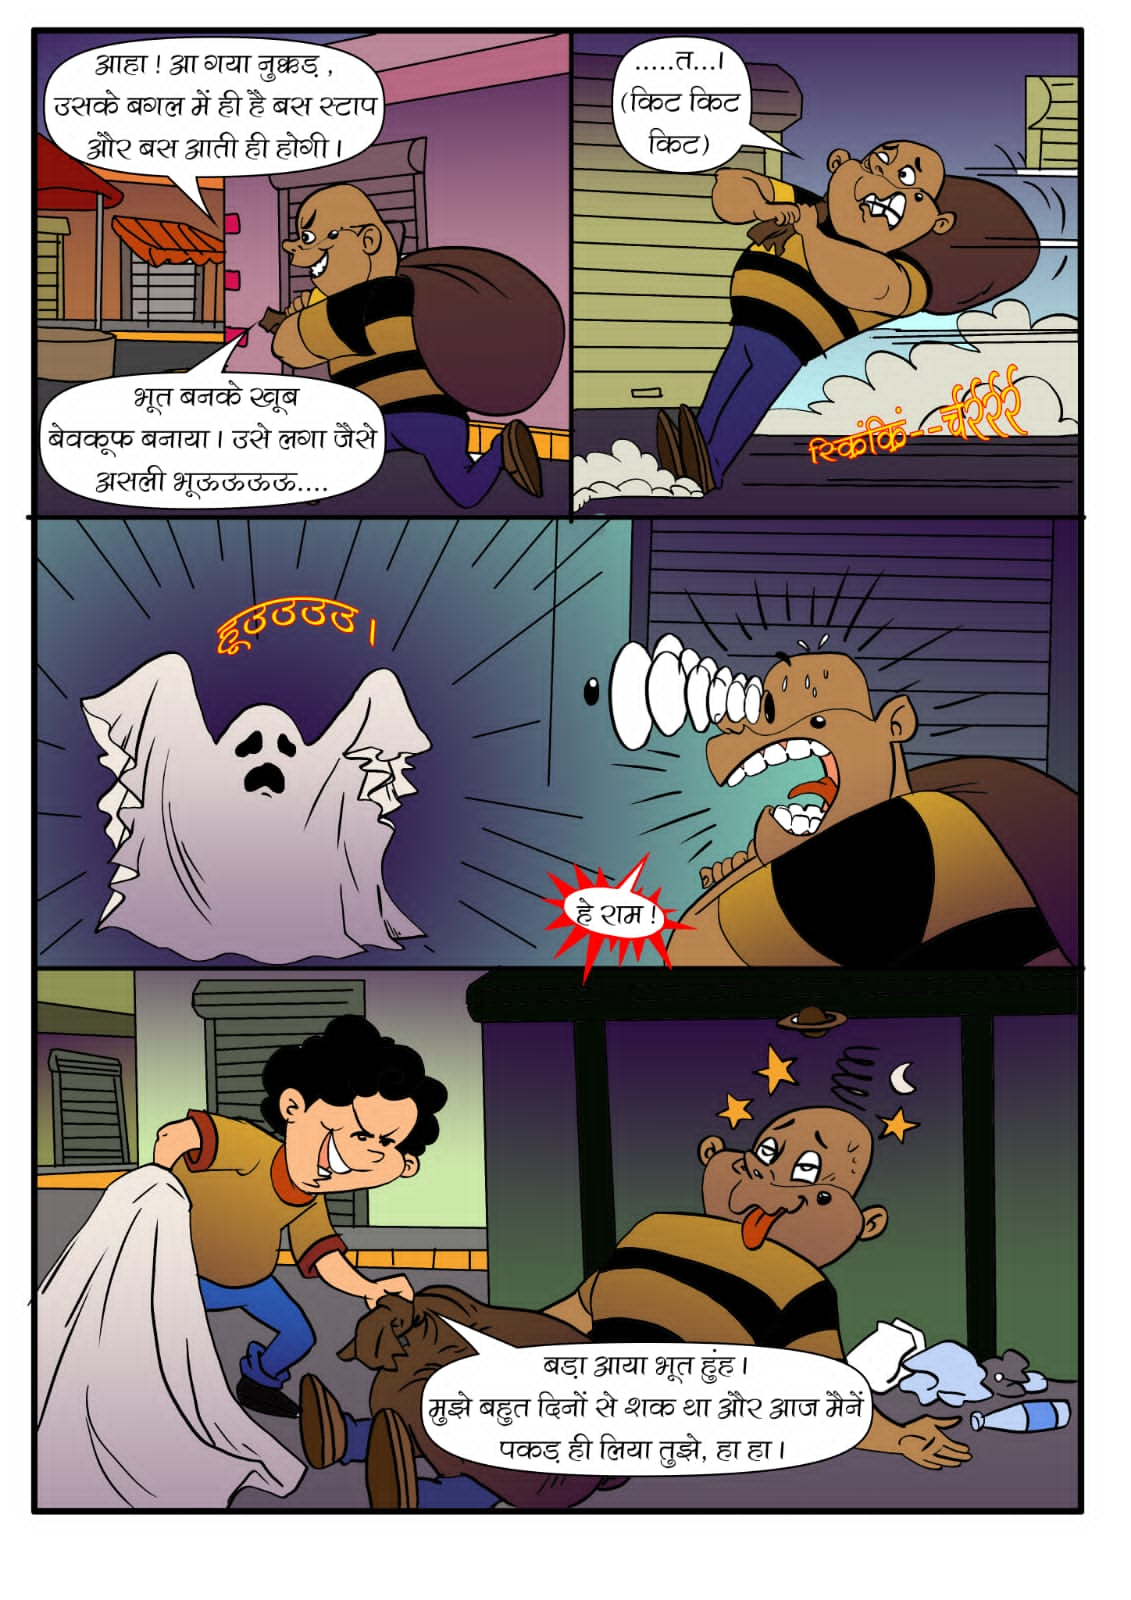 आहा ! आ गया नुक्कड़ ,
उसके बगल में ही है बस स्टाप
और बस आती ही होगी ।
भूत बनके खूब
बेवकूफ बनाया । उसे लगा जैसे
असली भूऊऊऊऊ....
.....त...।
(किट किट
किट)
स्किंकिं--चर्रर्रर्र
हूउउउउ ।
हे राम !
बड़ा आया भूत हुंह ।
मुझे बहुत दिनों से शक था और आज मैनें
पकड़ ही लिया तुझे, हा हा ।